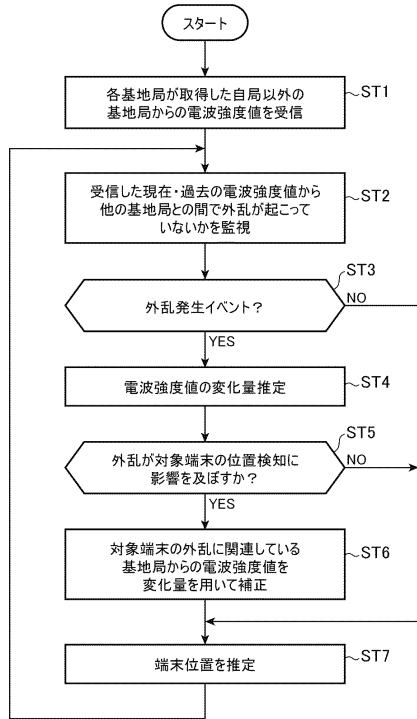 スタート
各基地局が取得した自局以外の
基地局からの電波強度値を受信
ST1
受信した現在・過去の電波強度値から
他の基地局との間で外乱が起こって
いないかを監視
ST2
外乱発生イベント?
ST3
NO
YES
電波強度値の変化量推定
ST4
外乱が対象端末の位置検知に
影響を及ぼすか?
ST5
NO
YES
対象端末の外乱に関連している
基地局からの電波強度値を
変化量を用いて補正
ST6
端末位置を推定
ST7